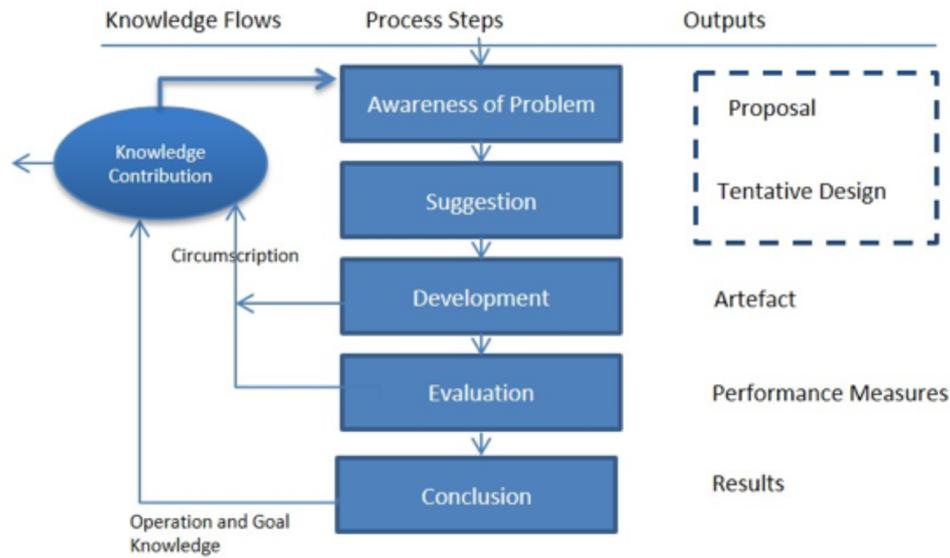 Knowledge Flows
Process Steps
Outputs
Awareness of Problem
Proposal
Knowledge
Contribution
Suggestion
Tentative Design
Circumscription
Development
Artefact
Evaluation
Performance Measures
Conclusion
Results
Operation and Goal
Knowledge